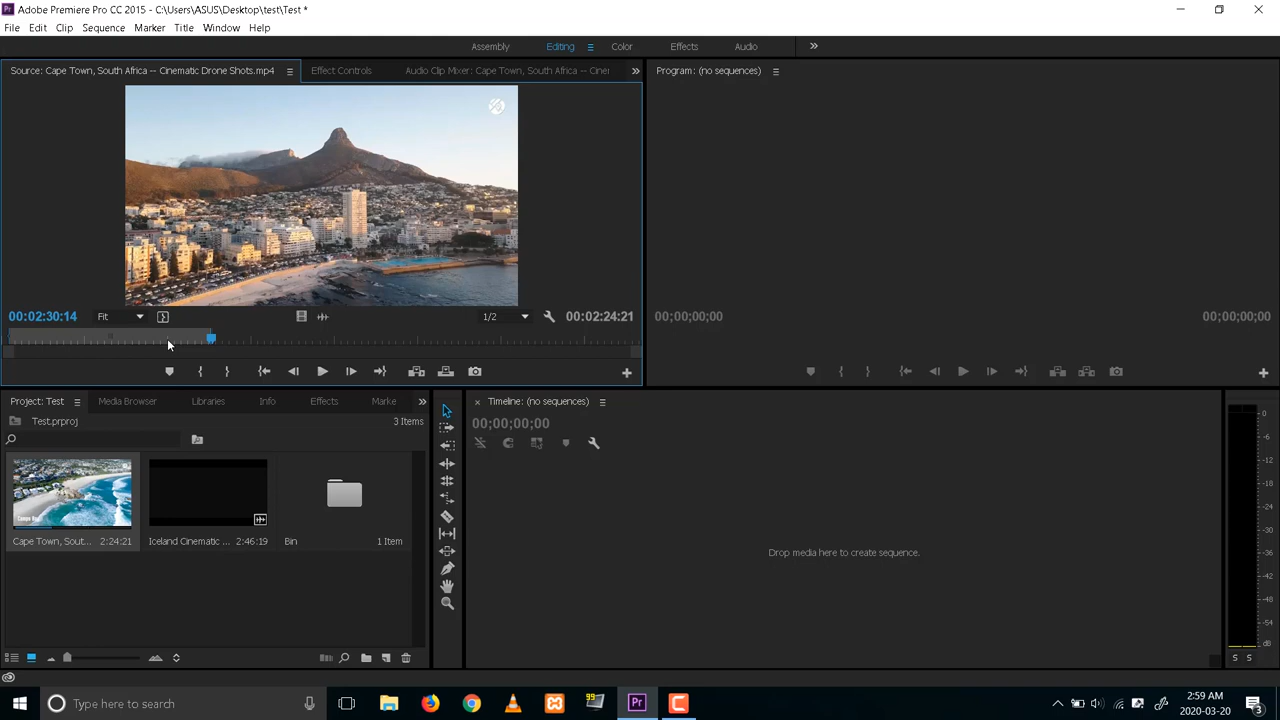 Adobe Premiere Pro CC 2015 - C:\Users\ASUS\Desktop\test\Test *
File Edit Clip Sequence Marker Title Window Help
Assembly Editing Color Effects Audio
Source: Cape Town, South Africa -- Cinematic Drone Shots.mp4 Effect Controls Audio Clip Mixer: Cape Town, South Africa -- Ciner
Program: (no sequences)
00:02:30:14 Fit 1/2 00:02:24:21
00;00;00;00 00;00;00;00
Project: Test Media Browser Libraries Info Effects Marke
Test.prproj 3 Items
Cape Town, Sout... 2:24:21
Iceland Cinematic ... 2:46:19
Bin 1 Item
Timeline: (no sequences)
00;00;00;00
Drop media here to create sequence.
0
-6
-12
-18
-24
-30
-36
-42
-48
-54
dB
S S
Type here to search
99
Pr
2:59 AM
2020-03-20
3